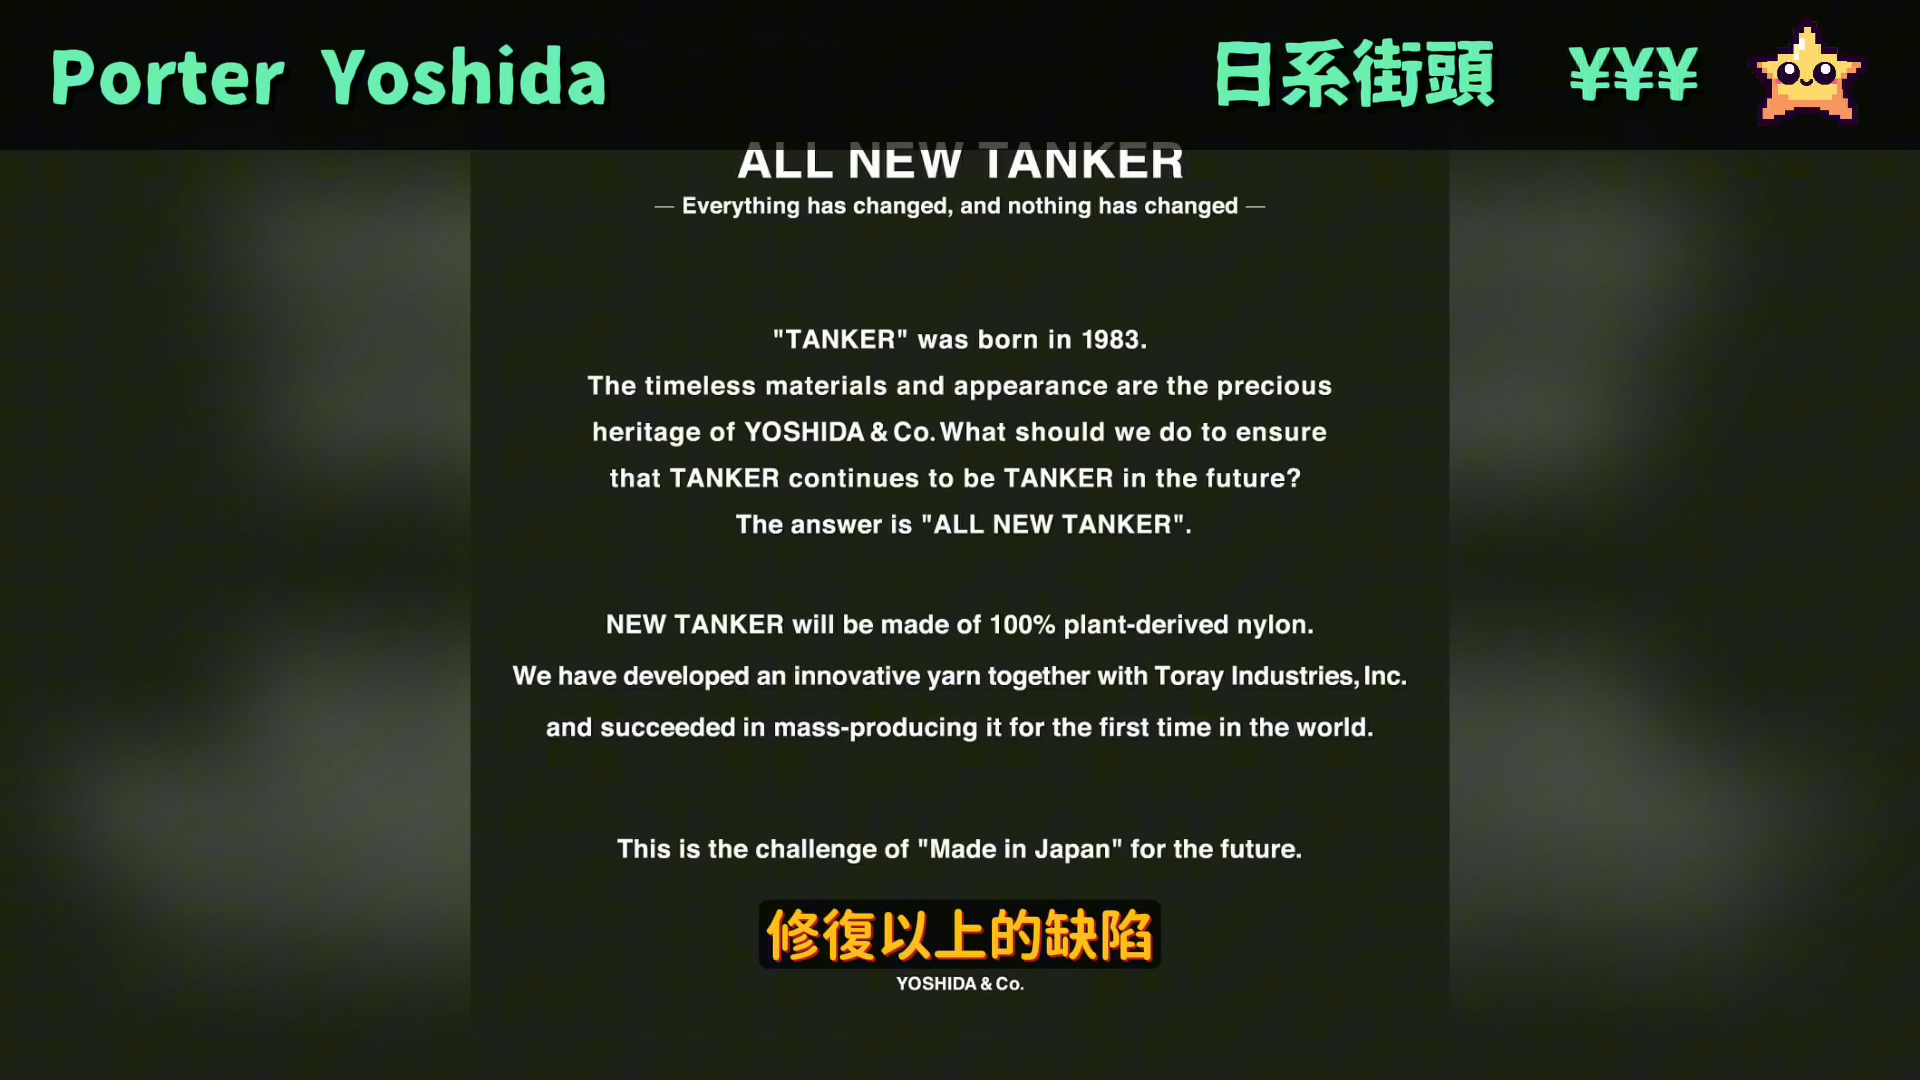 Porter Yoshida
日系街頭 ¥¥¥
ALL NEW TANKER
— Everything has changed, and nothing has changed —
"TANKER" was born in 1983.
The timeless materials and appearance are the precious
heritage of YOSHIDA & Co. What should we do to ensure
that TANKER continues to be TANKER in the future?
The answer is "ALL NEW TANKER".
NEW TANKER will be made of 100% plant-derived nylon.
We have developed an innovative yarn together with Toray Industries, Inc.
and succeeded in mass-producing it for the first time in the world.
This is the challenge of "Made in Japan" for the future.
修復以上的缺陷
YOSHIDA & Co.